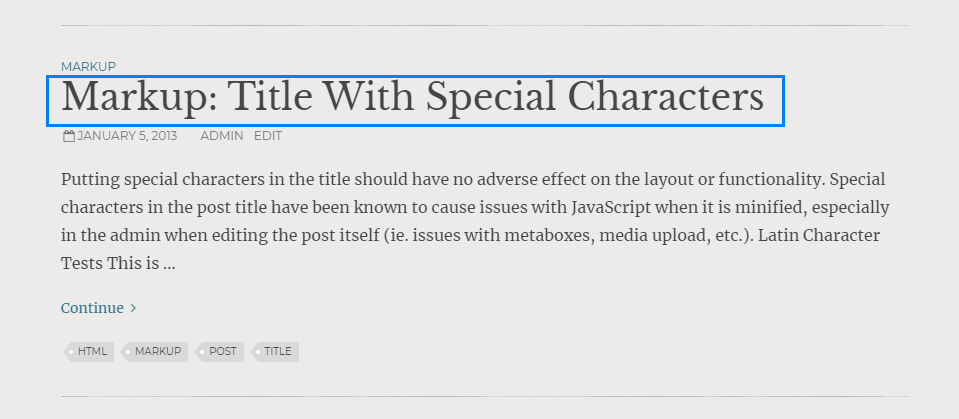 MARKUP
Markup: Title With Special Characters
JANUARY 5, 2013 ADMIN EDIT
Putting special characters in the title should have no adverse effect on the layout or functionality. Special
characters in the post title have been known to cause issues with JavaScript when it is minified, especially
in the admin when editing the post itself (ie. issues with metaboxes, media upload, etc.). Latin Character
Tests This is ...
Continue >
HTML MARKUP POST TITLE